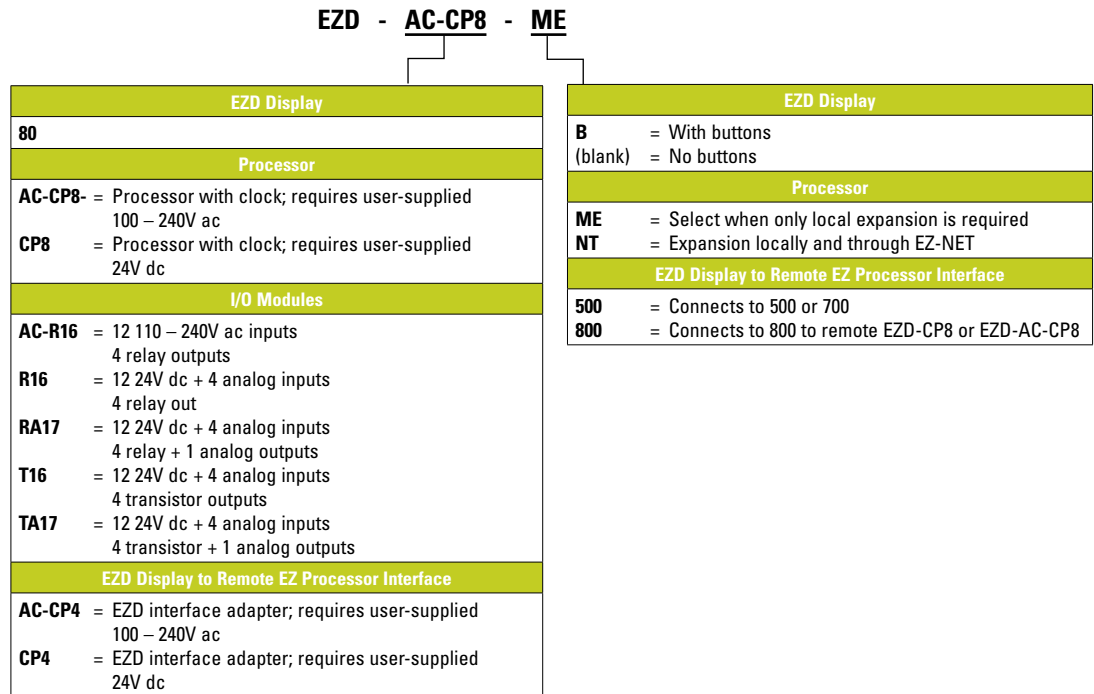 EZD - AC-CP8 - ME
EZD Display
80
Processor
AC-CP8- = Processor with clock; requires user-supplied
100 – 240V ac
CP8 = Processor with clock; requires user-supplied
24V dc
I/O Modules
AC-R16 = 12 110 – 240V ac inputs
4 relay outputs
R16 = 12 24V dc + 4 analog inputs
4 relay out
RA17 = 12 24V dc + 4 analog inputs
4 relay + 1 analog outputs
T16 = 12 24V dc + 4 analog inputs
4 transistor outputs
TA17 = 12 24V dc + 4 analog inputs
4 transistor + 1 analog outputs
EZD Display to Remote EZ Processor Interface
AC-CP4 = EZD interface adapter; requires user-supplied
100 – 240V ac
CP4 = EZD interface adapter; requires user-supplied
24V dc
EZD Display
B = With buttons
(blank) = No buttons
Processor
ME = Select when only local expansion is required
NT = Expansion locally and through EZ-NET
EZD Display to Remote EZ Processor Interface
500 = Connects to 500 or 700
800 = Connects to 800 to remote EZD-CP8 or EZD-AC-CP8